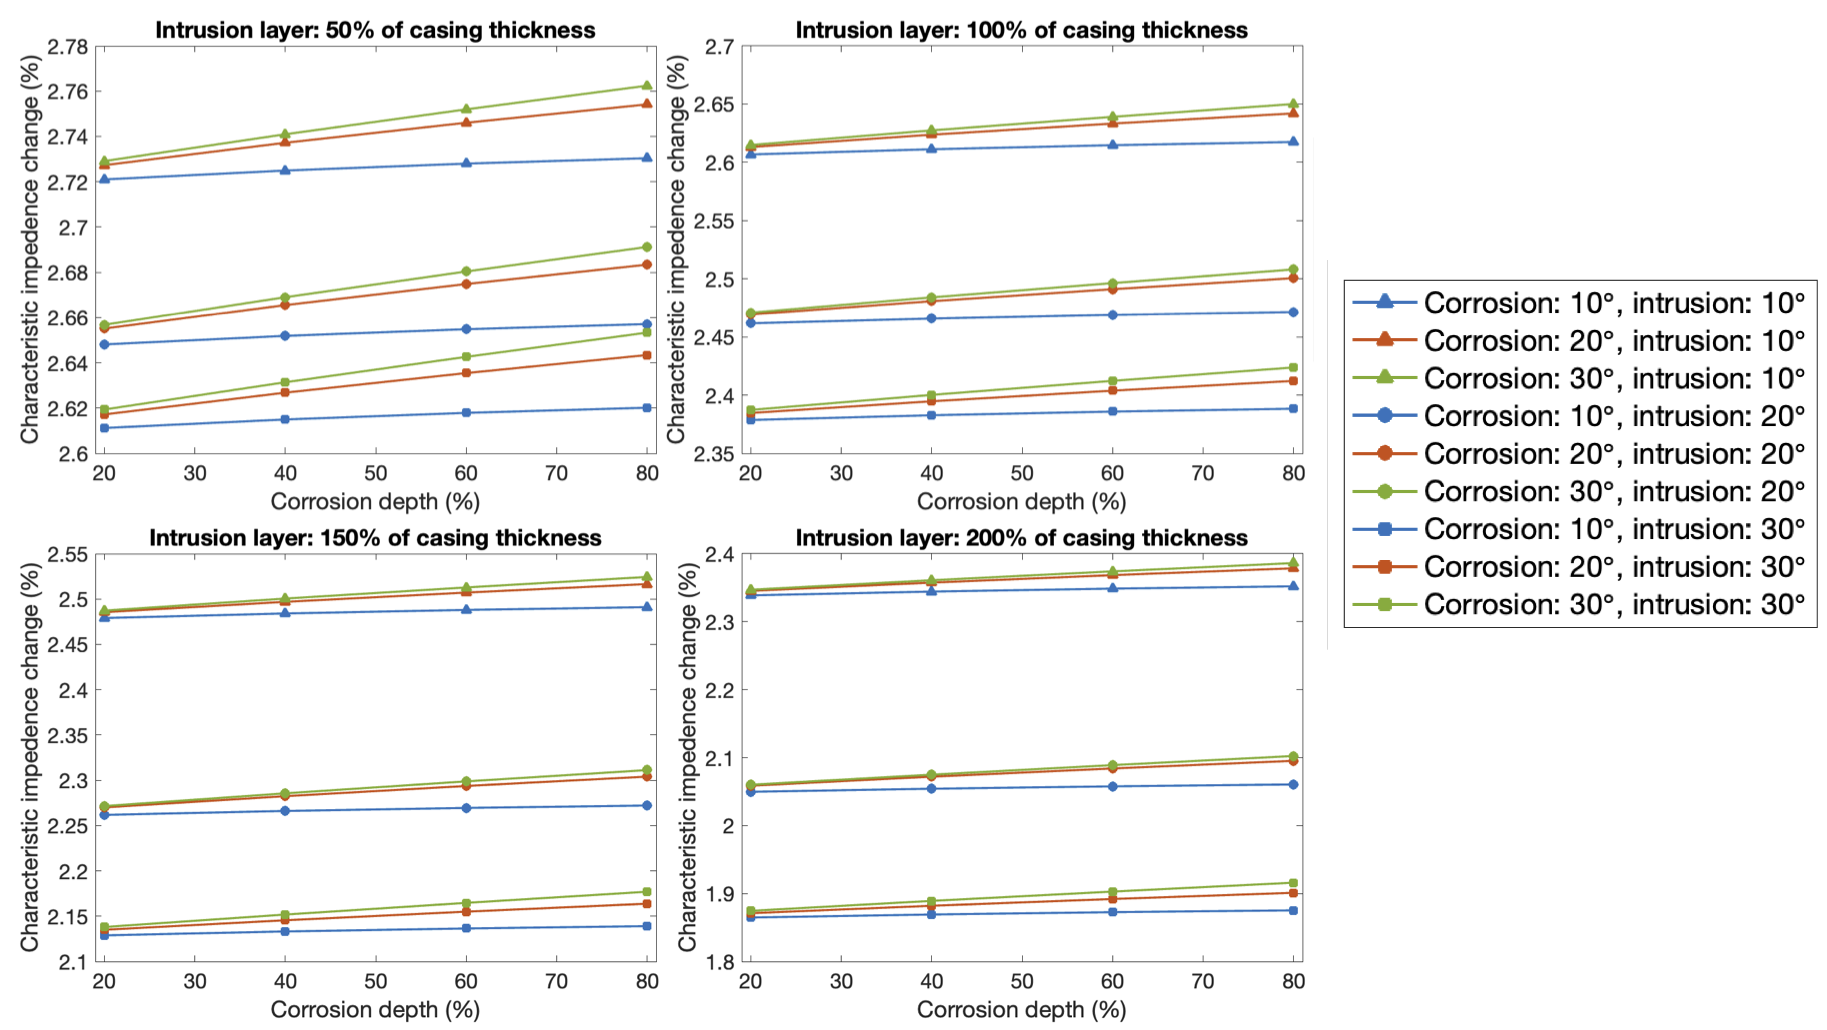 Intrusion layer: 50% of casing thickness
Characteristic impedence change (%)
2.78
2.76
2.74
2.72
2.7
2.68
2.66
2.64
2.62
2.6
20 30 40 50 60 70 80
Corrosion depth (%)
Intrusion layer: 100% of casing thickness
Characteristic impedence change (%)
2.7
2.65
2.6
2.55
2.5
2.45
2.4
2.35
20 30 40 50 60 70 80
Corrosion depth (%)
Intrusion layer: 150% of casing thickness
Characteristic impedence change (%)
2.55
2.5
2.45
2.4
2.35
2.3
2.25
2.2
2.15
2.1
20 30 40 50 60 70 80
Corrosion depth (%)
Intrusion layer: 200% of casing thickness
Characteristic impedence change (%)
2.4
2.3
2.2
2.1
2
1.9
1.8
20 30 40 50 60 70 80
Corrosion depth (%)
Corrosion: 10°, intrusion: 10°
Corrosion: 20°, intrusion: 10°
Corrosion: 30°, intrusion: 10°
Corrosion: 10°, intrusion: 20°
Corrosion: 20°, intrusion: 20°
Corrosion: 30°, intrusion: 20°
Corrosion: 10°, intrusion: 30°
Corrosion: 20°, intrusion: 30°
Corrosion: 30°, intrusion: 30°